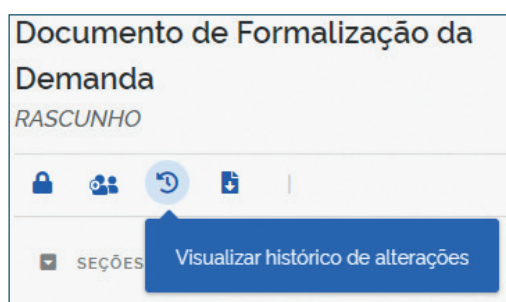 Documento de Formalização da
Demanda
RASCUNHO
SEÇÕES
Visualizar histórico de alterações